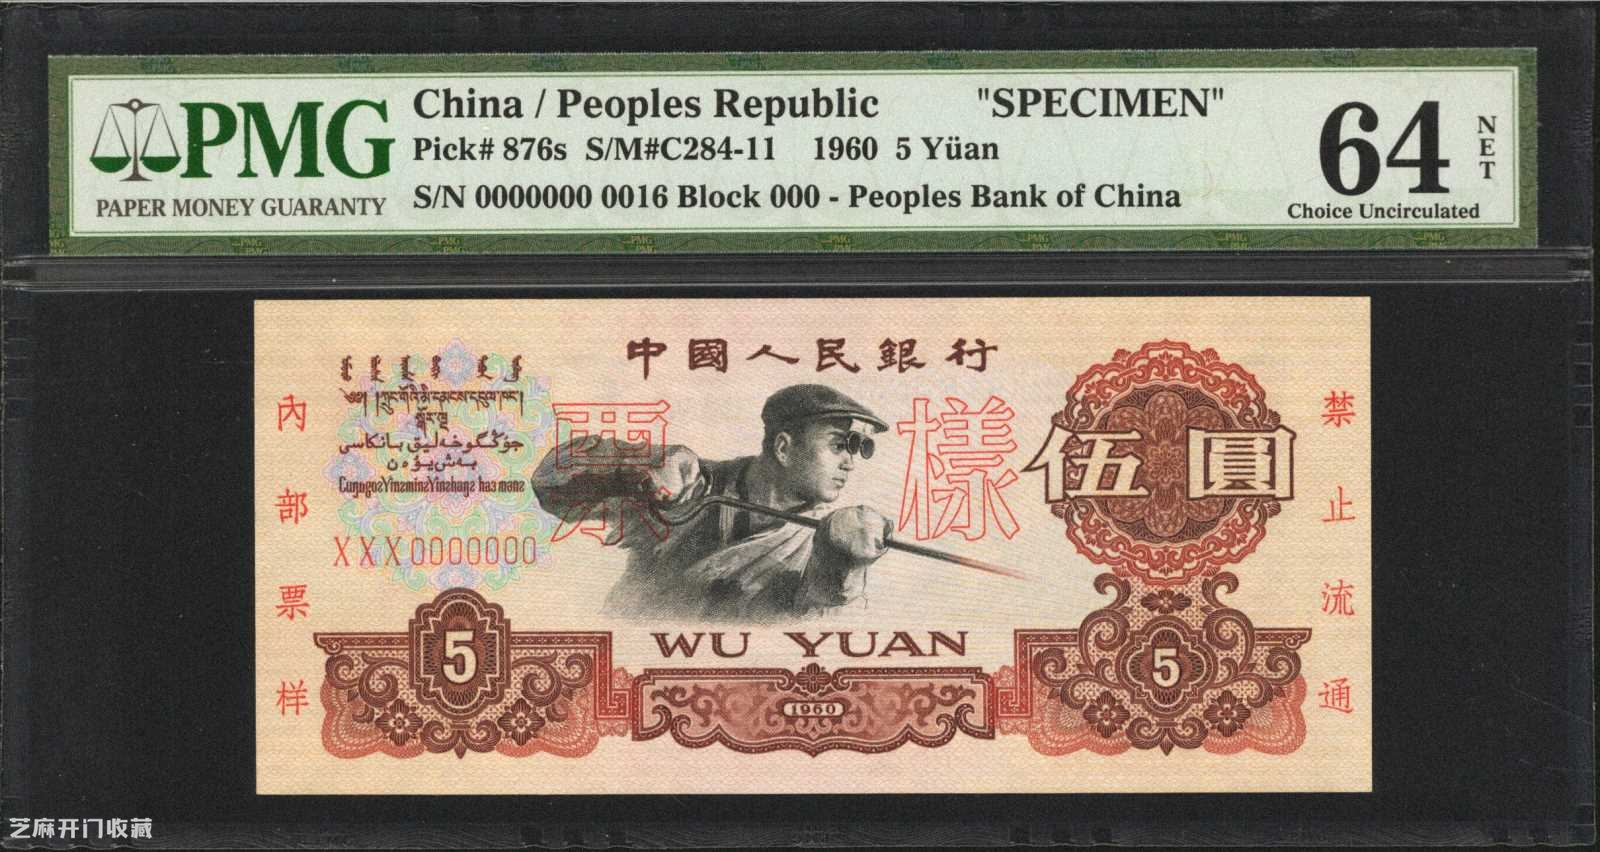 PMG
PAPER MONEY GUARANTY
China / Peoples Republic "SPECIMEN"
Pick# 876s S/M#C284-11 1960 5 Yüan
S/N 0000000 0016 Block 000 - Peoples Bank of China
64
NET
Choice Uncirculated
中國人民銀行
票樣
伍圓
內部票样
禁止流通
XXX0000000
WU YUAN
5
5
1960
芝麻开门收藏